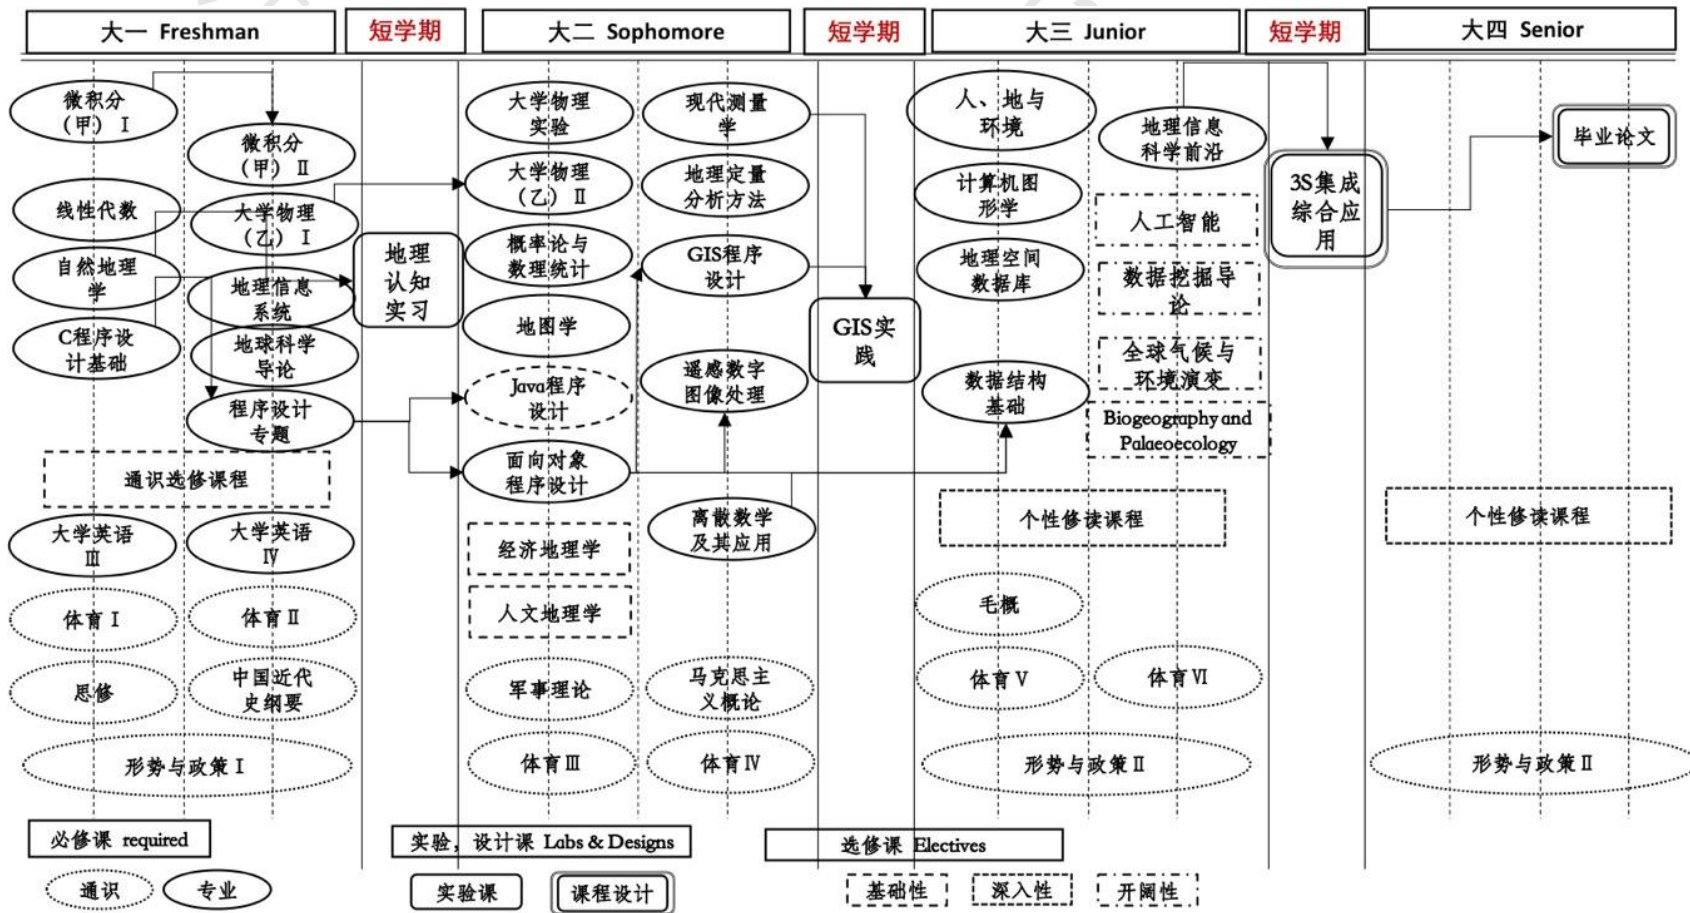 大一 Freshman
短学期
大二 Sophomore
短学期
大三 Junior
短学期
大四 Senior
微积分
（甲）Ⅰ
线性代数
自然地理
学
C程序设
计基础
微积分
（甲）Ⅱ
大学物理
（乙）Ⅰ
地理信息
系统
地球科学
导论
程序设计
专题
通识选修课程
大学英语
Ⅲ
大学英语
Ⅳ
体育Ⅰ
体育Ⅱ
思修
中国近代
史纲要
形势与政策Ⅰ
地理
认知
实习
大学物理
实验
大学物理
（乙）Ⅱ
概率论与
数理统计
地图学
Java程序
设计
面向对象
程序设计
经济地理学
人文地理学
军事理论
体育Ⅲ
现代测量
学
地理定量
分析方法
GIS程序
设计
遥感数字
图像处理
离散数学
及其应用
马克思主
义概论
体育Ⅳ
GIS实
践
人、地与
环境
计算机图
形学
地理空间
数据库
数据结构
基础
地理信息
科学前沿
人工智能
数据挖掘导
论
全球气候与
环境演变
Biogeography and
Palaeoecology
个性修读课程
毛概
体育Ⅴ
体育Ⅵ
形势与政策Ⅱ
3S集成
综合应
用
毕业论文
个性修读课程
形势与政策Ⅱ
必修课 required
通识
专业
实验，设计课 Labs & Designs
实验课
课程设计
选修课 Electives
基础性
深入性
开阔性